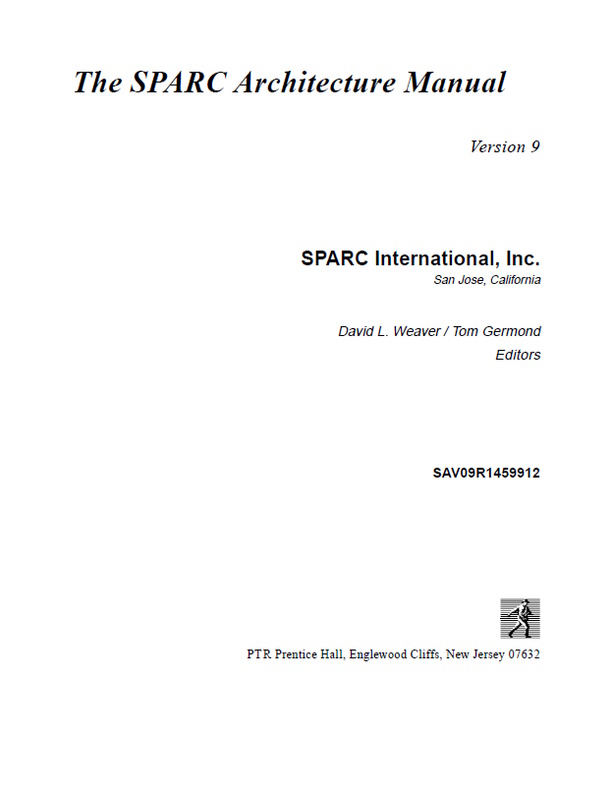 The SPARC Architecture Manual
Version 9
SPARC International, Inc.
San Jose, California
David L. Weaver / Tom Germond
Editors
SAV09R1459912
PTR Prentice Hall, Englewood Cliffs, New Jersey 07632